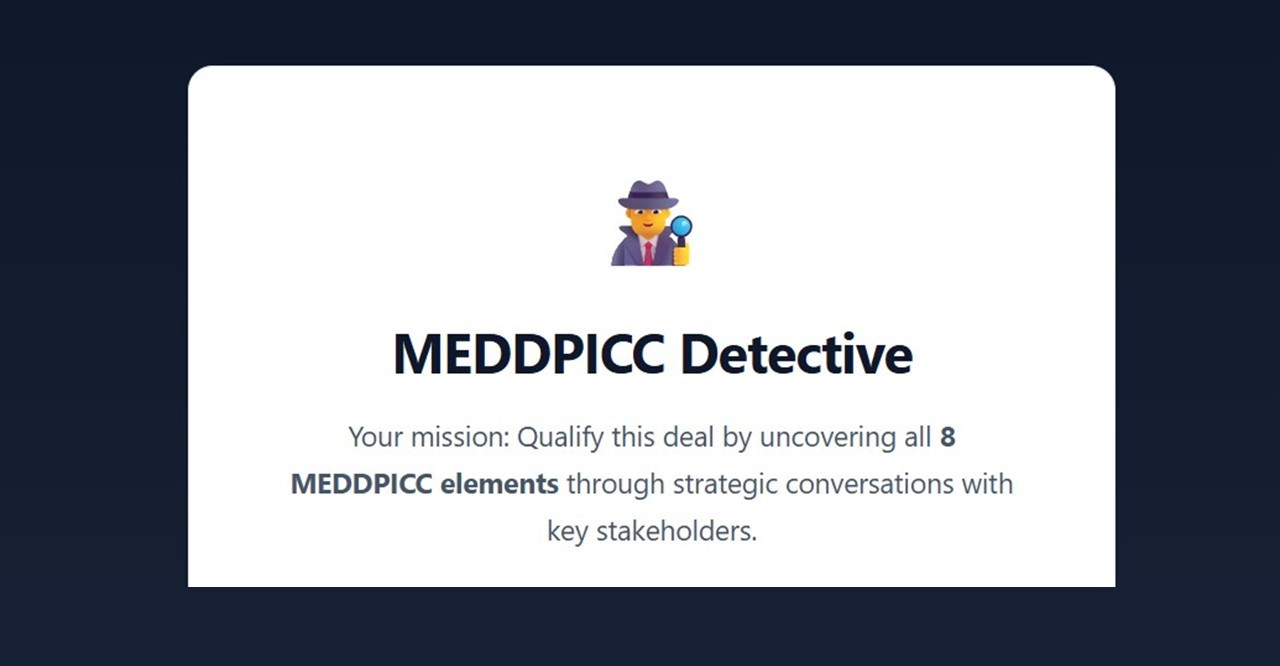 MEDDPICC Detective
Your mission: Qualify this deal by uncovering all 8
MEDDPICC elements through strategic conversations with
key stakeholders.